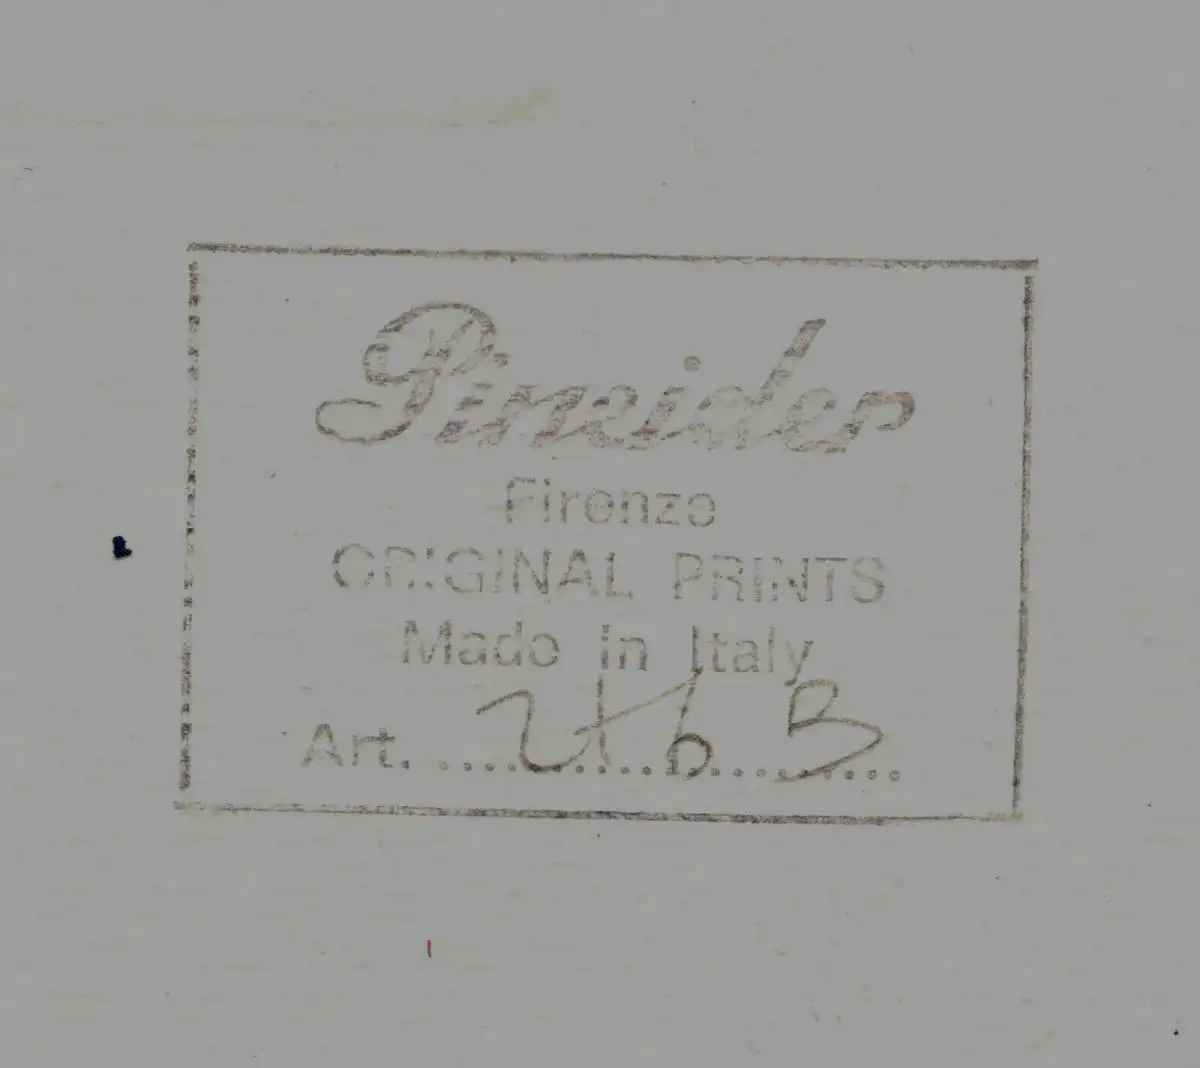 Pineider
Firenze
ORIGINAL PRINTS
Made in Italy
Art. ....................